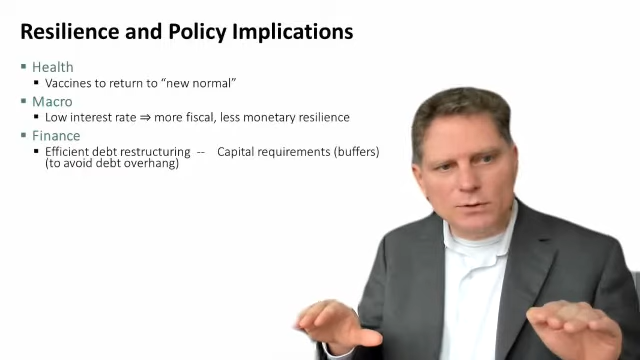 Resilience and Policy Implications
Health
Vaccines to return to “new normal”
Macro
Low interest rate ⇒ more fiscal, less monetary resilience
Finance
Efficient debt restructuring -- Capital requirements (buffers)
(to avoid debt overhang)